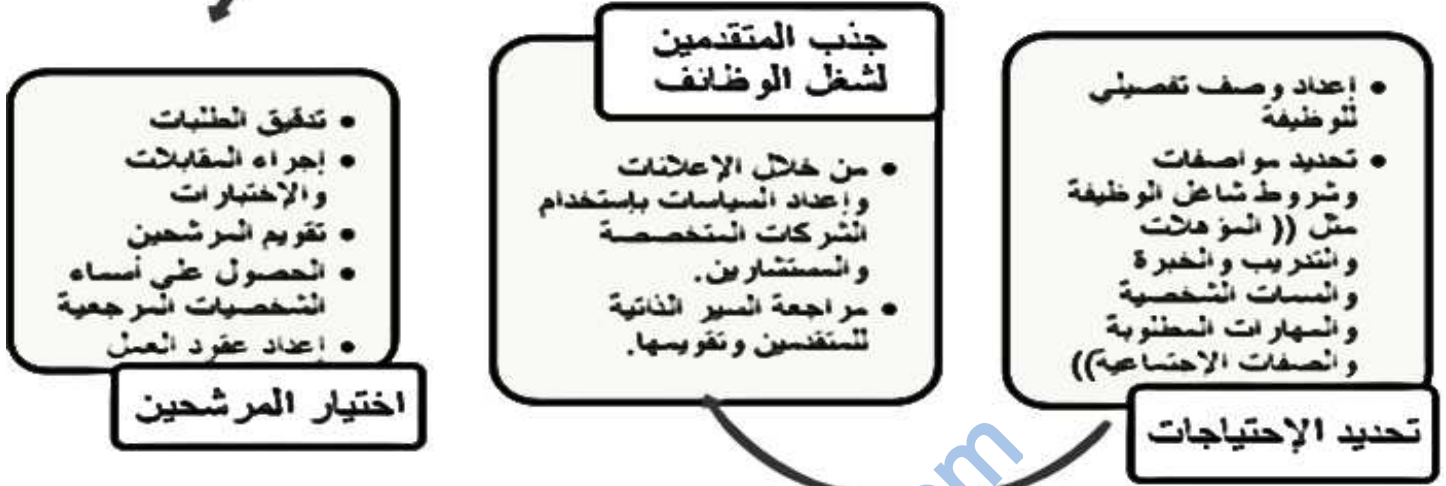 • إعداد وصف تفصيلي
للوظيفة
• تحديد مواصفات
وشروط شاغل الوظيفة
مثل (( المؤهلات
والتدريب والخبرة
والسمات الشخصية
والمهارات المطلوبة
والصفات الاجتماعية))
تحديد الإحتياجات
جذب المتقدمين
لشغل الوظائف
• من خلال الإعلانات
وإعداد السياسات بإستخدام
الشركات المتخصصة
والمستشارين.
• مراجعة السير الذاتية
للمتقدمين وتقويمها.
• تدقيق الطلبات
• إجراء المقابلات
والإختبارات
• تقويم المرشحين
• الحصول على أسماء
الشخصيات المرجعية
• إعداد عقود العمل
اختيار المرشحين